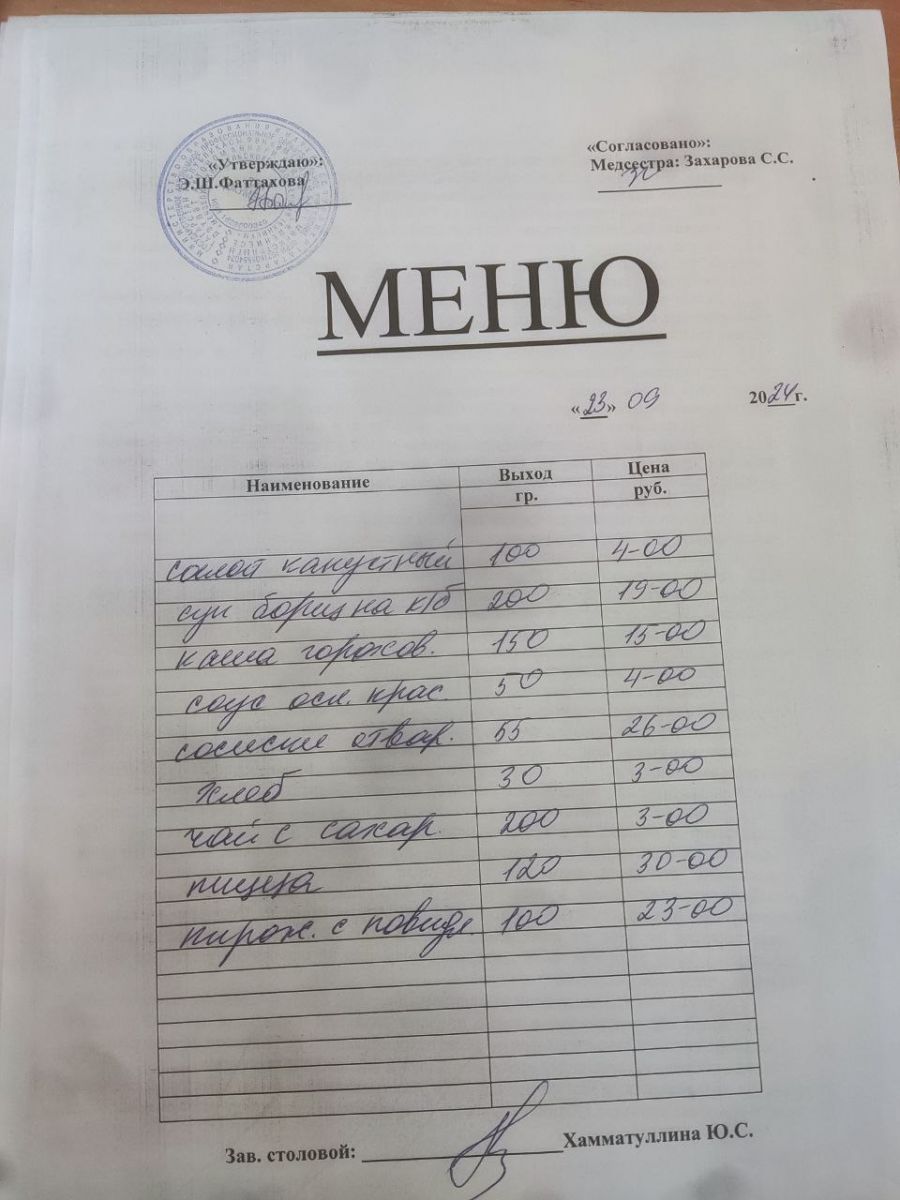 «Утверждаю»:
Э.Ш.Фаттахова
«Согласовано»:
Медсестра: Захарова С.С.
МЕНЮ
«23» 09 2024г.
Наименование Выход гр. Цена руб.
салат капустный 100 4-00
суп борщ на к/б 200 19-00
каша горохов. 150 15-00
соус осн. крас. 50 4-00
сосиски отвар. 55 26-00
хлеб 30 3-00
чай с сахар. 200 3-00
пицца 120 30-00
пирож. с повидл. 100 23-00
Зав. столовой: Хамматуллина Ю.С.